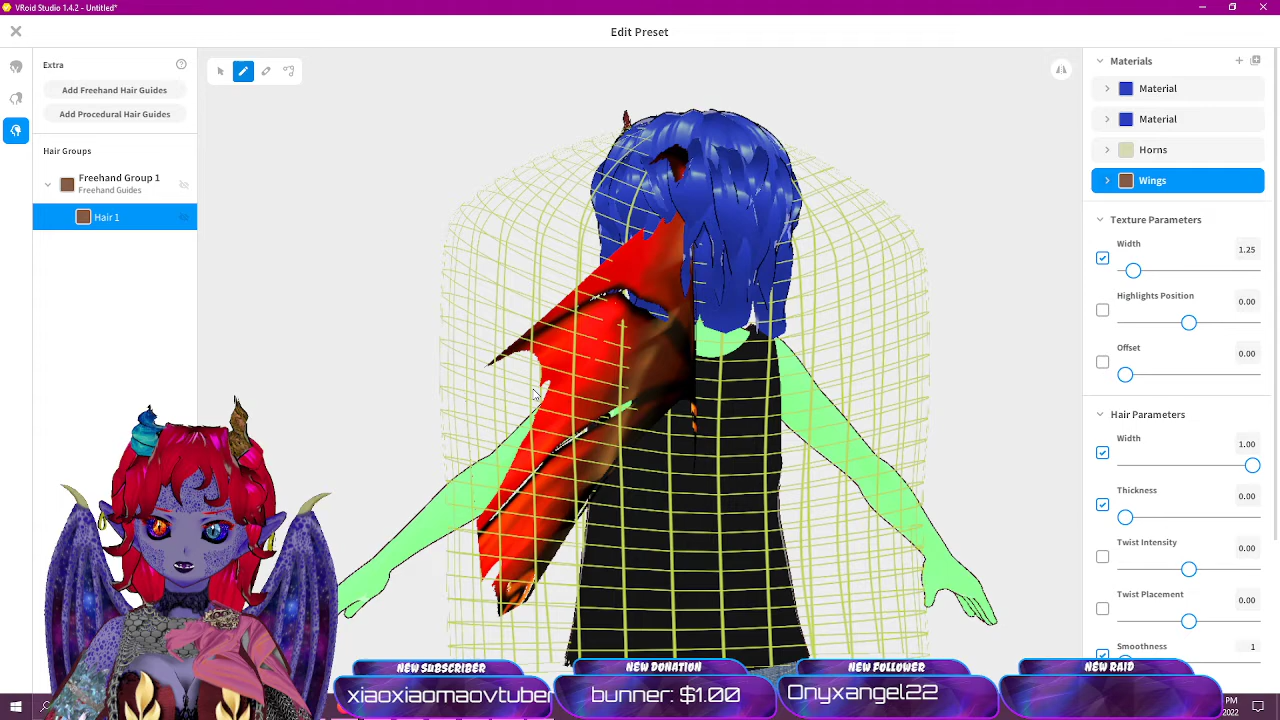 VRoid Studio 1.4.2 - Untitled*
Edit Preset
Extra
Add Freehand Hair Guides
Add Procedural Hair Guides
Hair Groups
Freehand Group 1
Freehand Guides
Hair 1
Materials
Material
Material
Horns
Wings
Texture Parameters
Width
1.25
Highlights Position
0.00
Offset
0.00
Hair Parameters
Width
1.00
Thickness
0.00
Twist Intensity
0.00
Twist Placement
0.00
Smoothness
1
NEW SUBSCRIBER
xiaoxiaomaovtuber
NEW DONATION
bunner: $1.00
NEW FOLLOWER
Onyxangel22
NEW RAID
PM